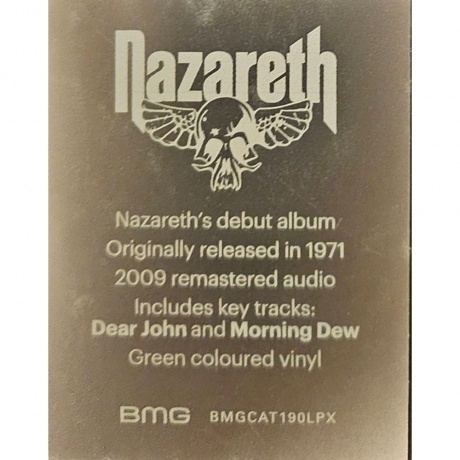 Nazareth
Nazareth's debut album
Originally released in 1971
2009 remastered audio
Includes key tracks:
Dear John and Morning Dew
Green coloured vinyl
BMG BMGCAT190LPX